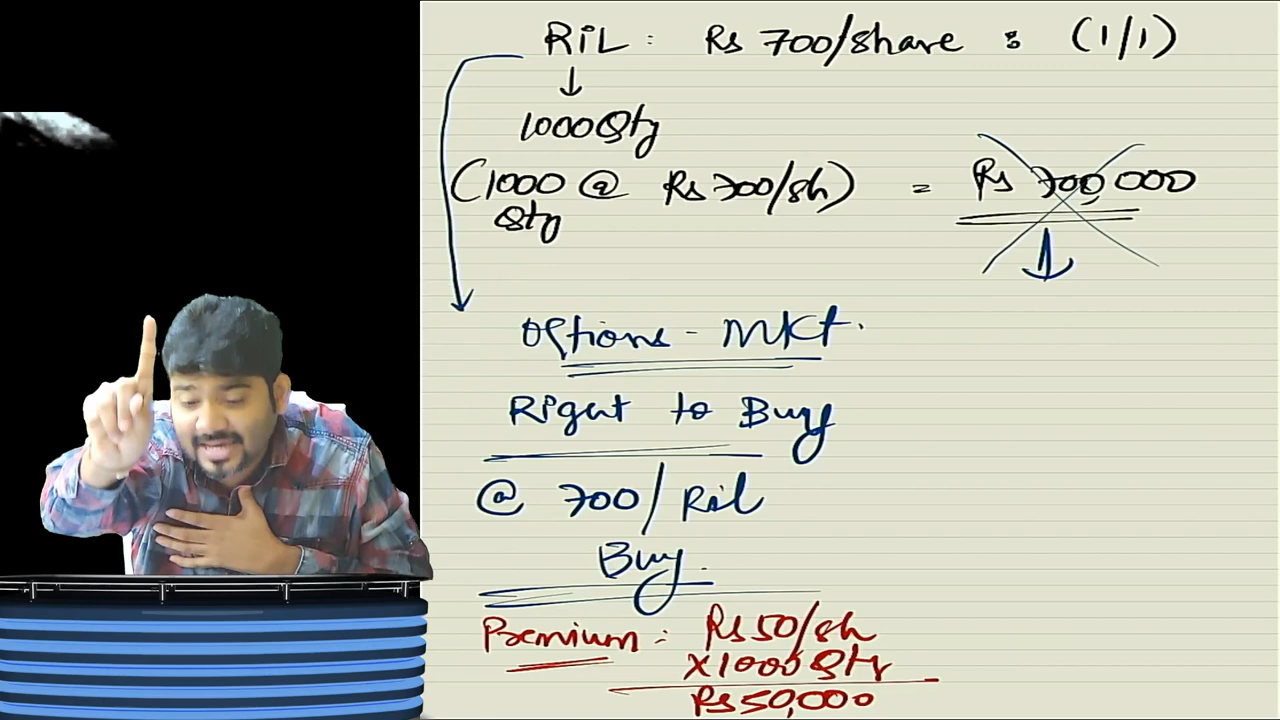 RIL : Rs 700/share : (1/1)
↓
1000 Qty
(1000 @ Rs 700/sh) = Rs 700,000
Qty
↓
Options - Mkt.
Right to Buy
@ 700/Ril
Buy.
Premium : Rs 50/sh
x1000 Qty
Rs 50,000